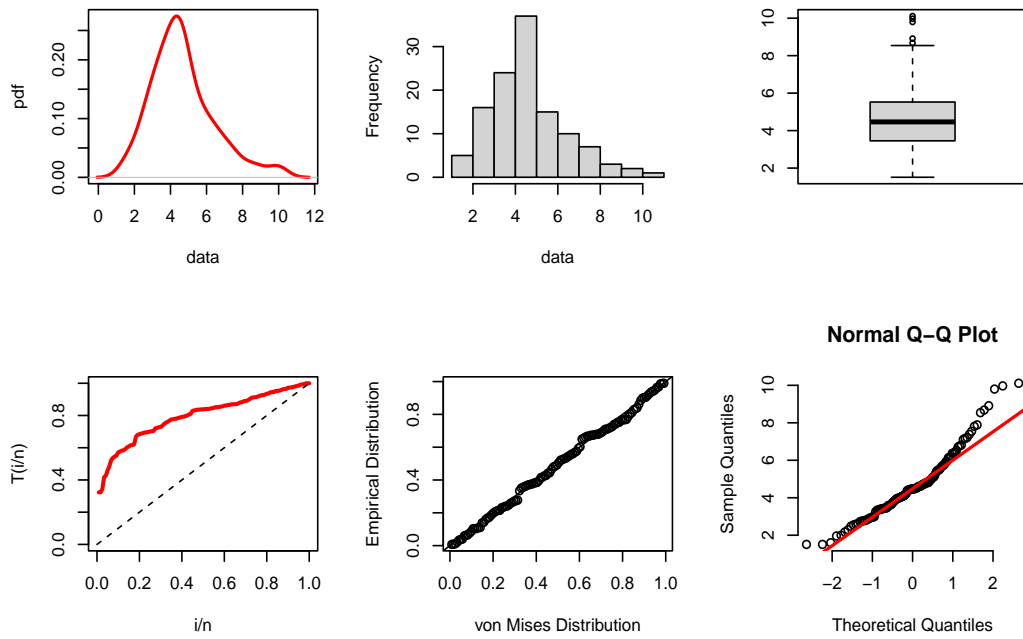 pdf
0.00
0.10
0.20
0 2 4 6 8 10 12
data
Frequency
0
10
20
30
2 4 6 8 10
data
2
4
6
8
10
T(i/n)
0.0
0.4
0.8
0.0 0.2 0.4 0.6 0.8 1.0
i/n
Empirical Distribution
0.0
0.4
0.8
0.0 0.2 0.4 0.6 0.8 1.0
von Mises Distribution
Normal Q−Q Plot
Sample Quantiles
2
4
6
8
10
−2 −1 0 1 2
Theoretical Quantiles